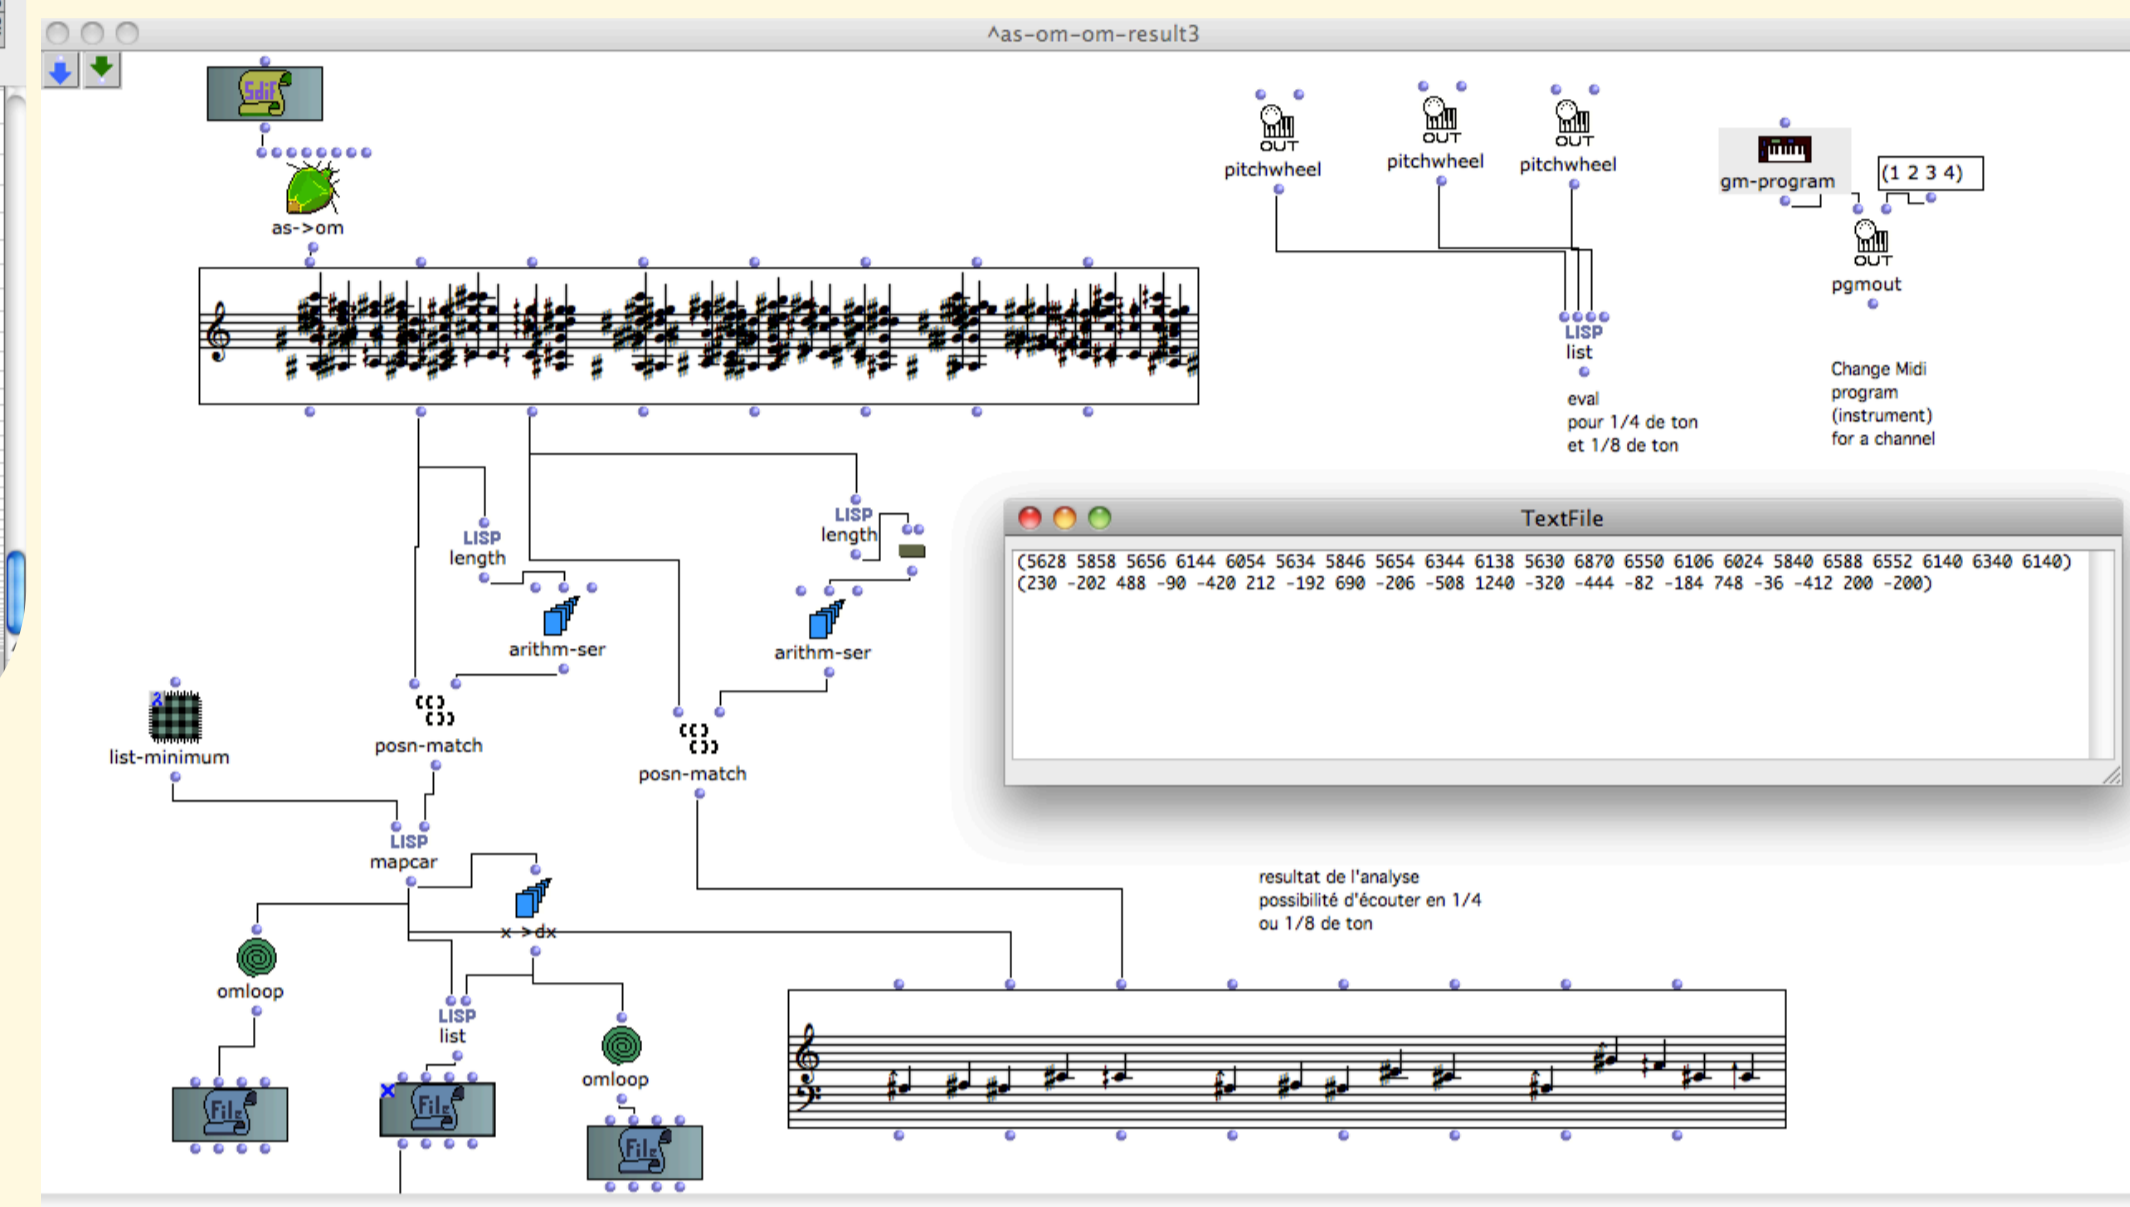 ^as-om-om-result3
Sdif
as->om
OUT
pitchwheel
OUT
pitchwheel
OUT
pitchwheel
gm-program
(1 2 3 4)
OUT
pgmout
LISP
list
eval
pour 1/4 de ton
et 1/8 de ton
Change Midi
program
(instrument)
for a channel
LISP
length
LISP
length
arithm-ser
arithm-ser
TextFile
(5628 5858 5656 6144 6054 5634 5846 5654 6344 6138 5630 6870 6550 6106 6024 5840 6588 6552 6140 6340 6140)
(230 -202 488 -90 -420 212 -192 690 -206 -508 1240 -320 -444 -82 -184 748 -36 -412 200 -200)
list-minimum
posn-match
posn-match
LISP
mapcar
x->dx
resultat de l'analyse
possibilité d'écouter en 1/4
ou 1/8 de ton
omloop
LISP
list
omloop
File
File
File